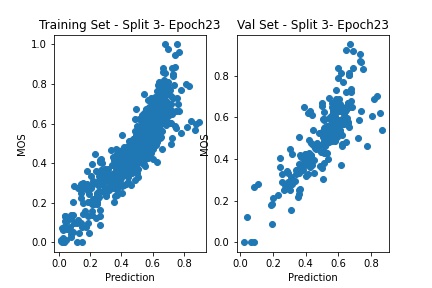 Training Set - Split 3- Epoch23
Val Set - Split 3- Epoch23
1.0
0.8
0.6
0.4
0.2
0.0
MOS
0.0 0.2 0.4 0.6 0.8
Prediction
0.8
0.6
0.4
0.2
0.0
MOS
0.0 0.2 0.4 0.6 0.8
Prediction